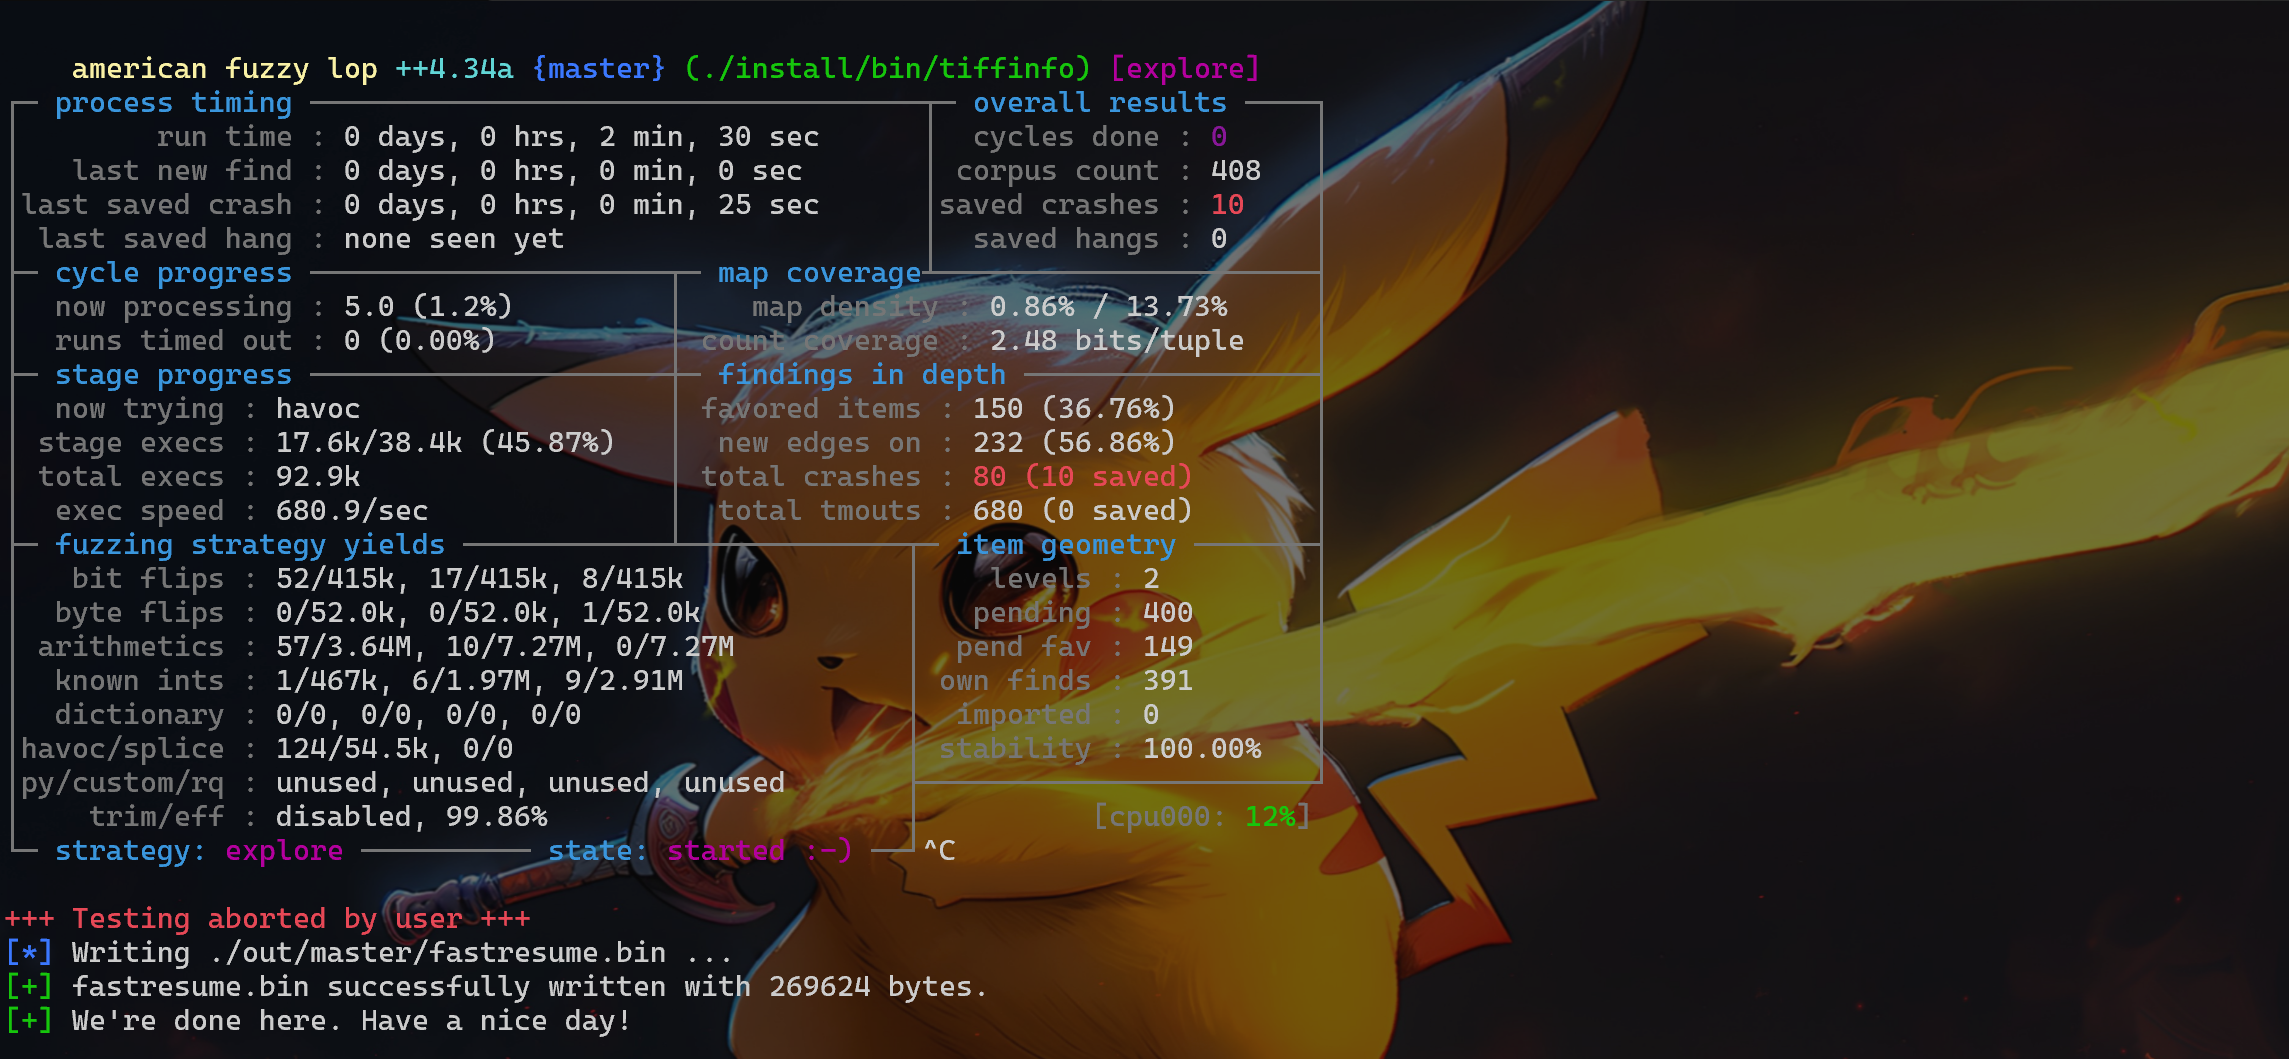 american fuzzy lop ++4.34a {master} (./install/bin/tiffinfo) [explore]
process timing overall results
run time : 0 days, 0 hrs, 2 min, 30 sec cycles done : 0
last new find : 0 days, 0 hrs, 0 min, 0 sec corpus count : 408
last saved crash : 0 days, 0 hrs, 0 min, 25 sec saved crashes : 10
last saved hang : none seen yet saved hangs : 0
cycle progress map coverage
now processing : 5.0 (1.2%) map density : 0.86% / 13.73%
runs timed out : 0 (0.00%) count coverage : 2.48 bits/tuple
stage progress findings in depth
now trying : havoc favored items : 150 (36.76%)
stage execs : 17.6k/38.4k (45.87%) new edges on : 232 (56.86%)
total execs : 92.9k total crashes : 80 (10 saved)
exec speed : 680.9/sec total tmouts : 680 (0 saved)
fuzzing strategy yields item geometry
bit flips : 52/415k, 17/415k, 8/415k levels : 2
byte flips : 0/52.0k, 0/52.0k, 1/52.0k pending : 400
arithmetics : 57/3.64M, 10/7.27M, 0/7.27M pend fav : 149
known ints : 1/467k, 6/1.97M, 9/2.91M own finds : 391
dictionary : 0/0, 0/0, 0/0, 0/0 imported : 0
havoc/splice : 124/54.5k, 0/0 stability : 100.00%
py/custom/rq : unused, unused, unused, unused
trim/eff : disabled, 99.86% [cpu000: 12%]
strategy: explore state: started :-) ^C
+++ Testing aborted by user +++
[*] Writing ./out/master/fastresume.bin ...
[+] fastresume.bin successfully written with 269624 bytes.
[+] We're done here. Have a nice day!